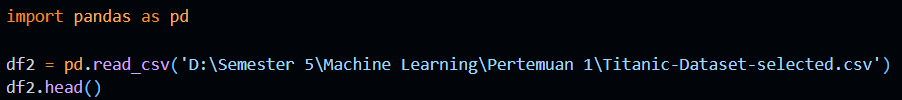 import pandas as pd
df2 = pd.read_csv('D:\Semester 5\Machine Learning\Pertemuan 1\Titanic-Dataset-selected.csv')
df2.head()